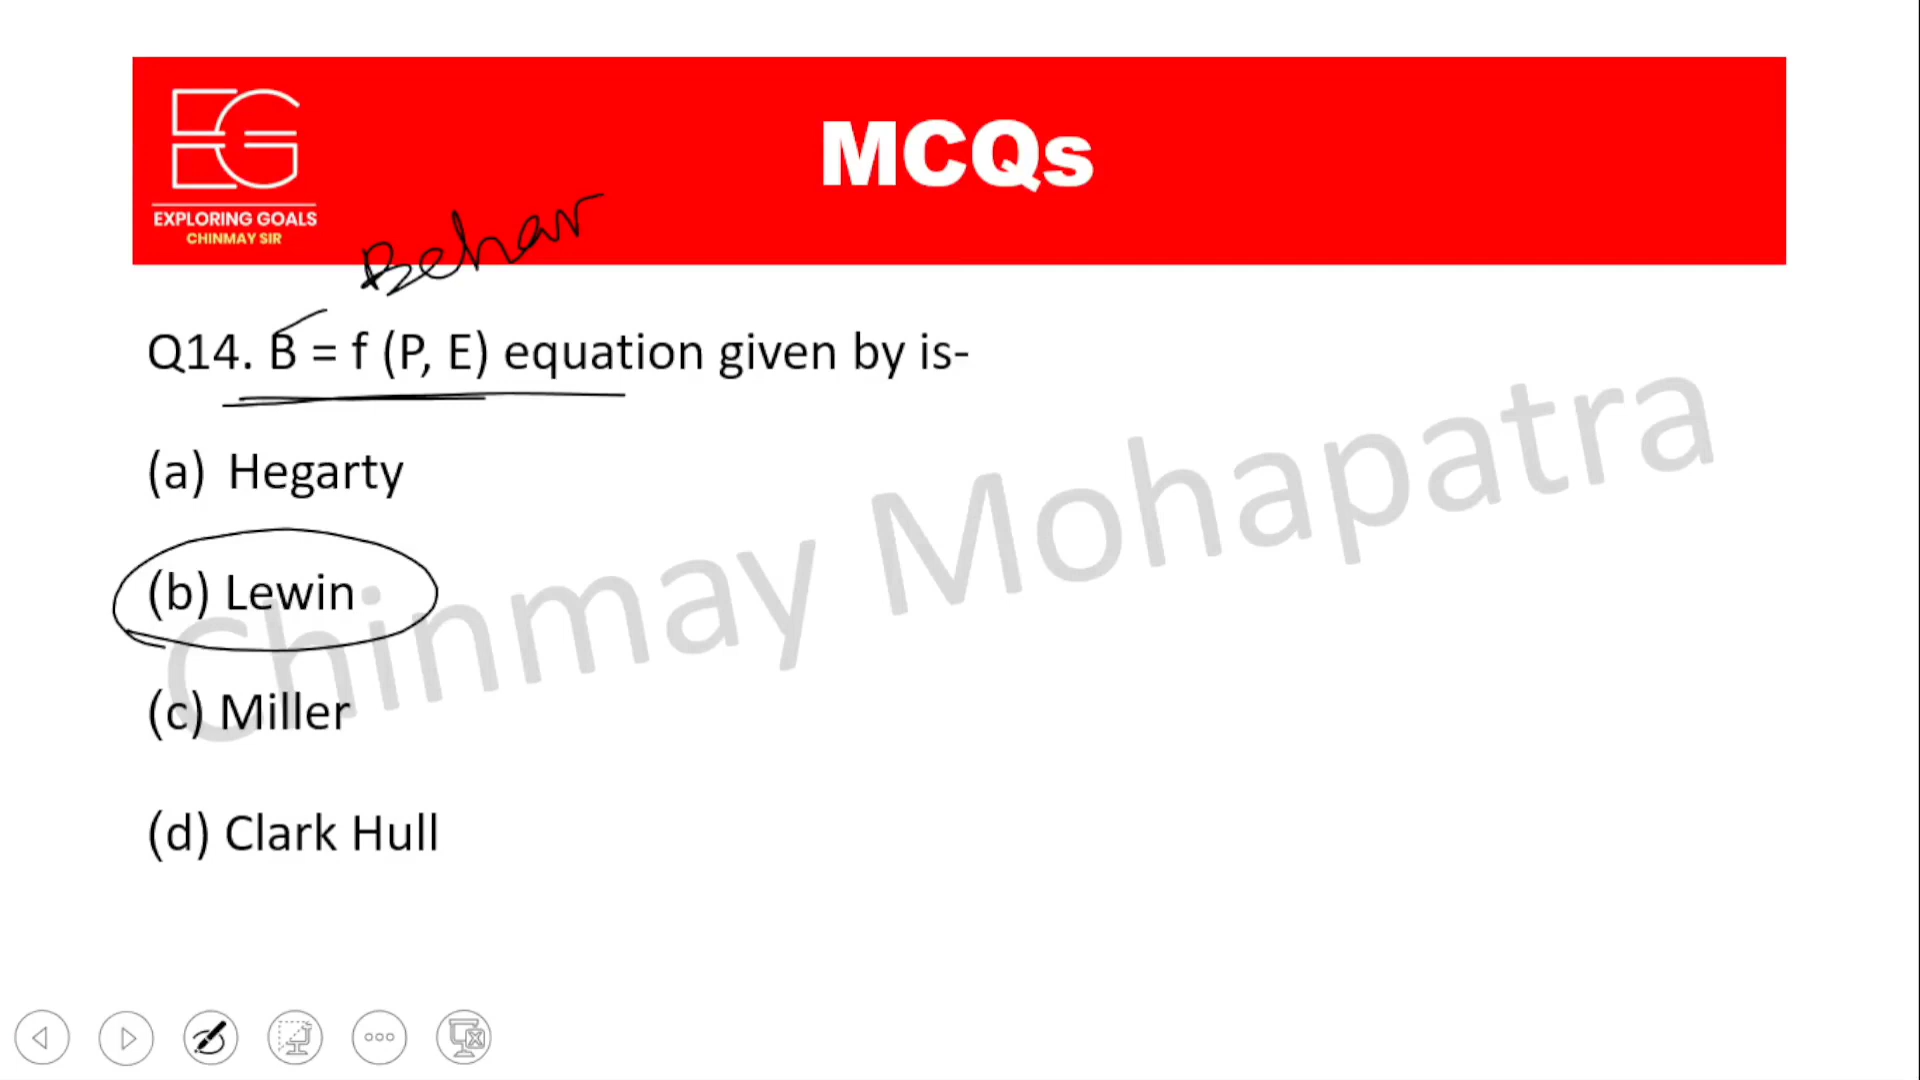 MCQs
EXPLORING GOALS
CHINMAY SIR
Behav
Q14. B = f (P, E) equation given by is-
(a) Hegarty
(b) Lewin
(c) Miller
(d) Clark Hull
Chinmay Mohapatra